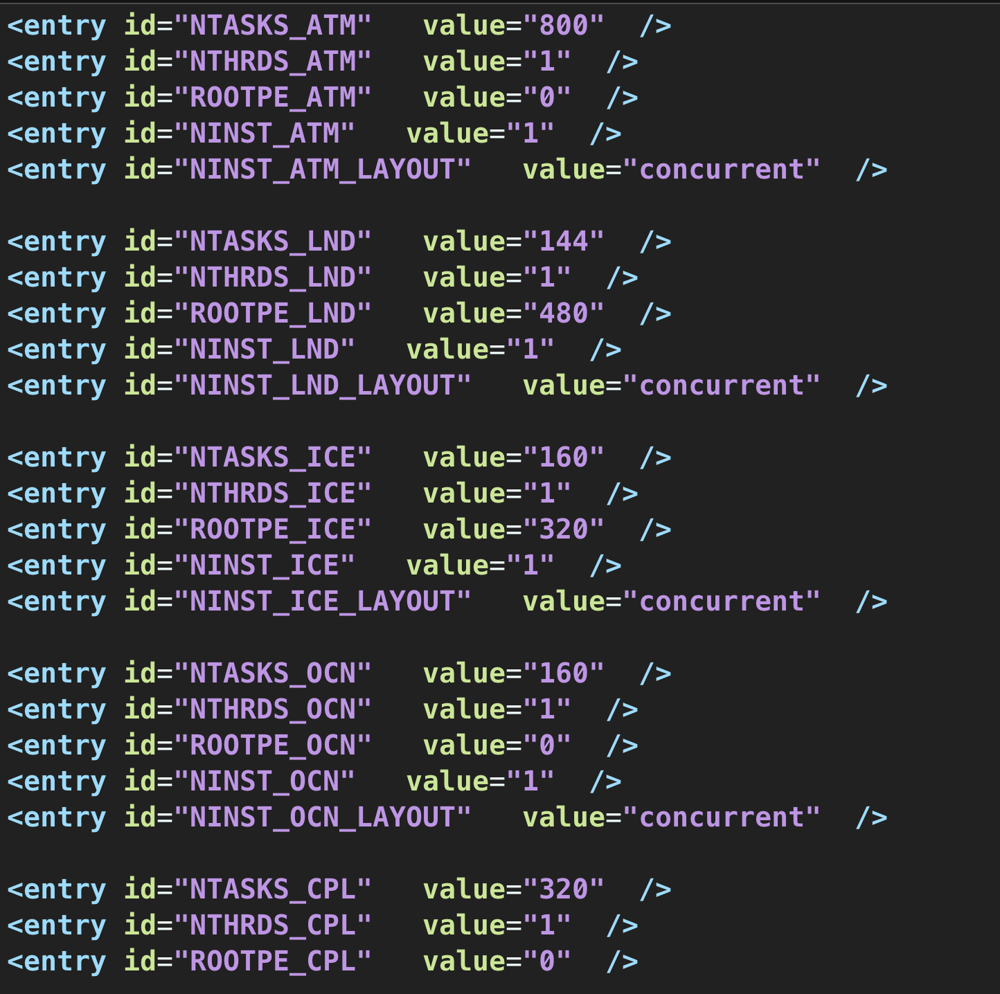 <entry id="NTASKS_ATM"   value="800"  />
<entry id="NTHRDS_ATM"   value="1"  />
<entry id="ROOTPE_ATM"   value="0"  />
<entry id="NINST_ATM"   value="1"  />
<entry id="NINST_ATM_LAYOUT"   value="concurrent"  />

<entry id="NTASKS_LND"   value="144"  />
<entry id="NTHRDS_LND"   value="1"  />
<entry id="ROOTPE_LND"   value="480"  />
<entry id="NINST_LND"   value="1"  />
<entry id="NINST_LND_LAYOUT"   value="concurrent"  />

<entry id="NTASKS_ICE"   value="160"  />
<entry id="NTHRDS_ICE"   value="1"  />
<entry id="ROOTPE_ICE"   value="320"  />
<entry id="NINST_ICE"   value="1"  />
<entry id="NINST_ICE_LAYOUT"   value="concurrent"  />

<entry id="NTASKS_OCN"   value="160"  />
<entry id="NTHRDS_OCN"   value="1"  />
<entry id="ROOTPE_OCN"   value="0"  />
<entry id="NINST_OCN"   value="1"  />
<entry id="NINST_OCN_LAYOUT"   value="concurrent"  />

<entry id="NTASKS_CPL"   value="320"  />
<entry id="NTHRDS_CPL"   value="1"  />
<entry id="ROOTPE_CPL"   value="0"  />